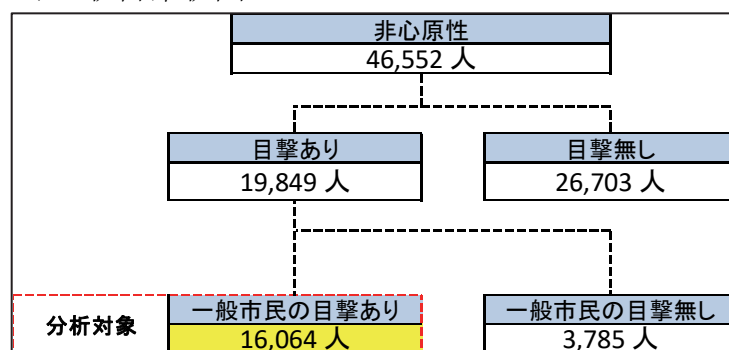 非心原性
46,552 人
目撃あり
目撃無し
19,849 人
26,703 人
分析対象
一般市民の目撃あり
一般市民の目撃無し
16,064 人
3,785 人